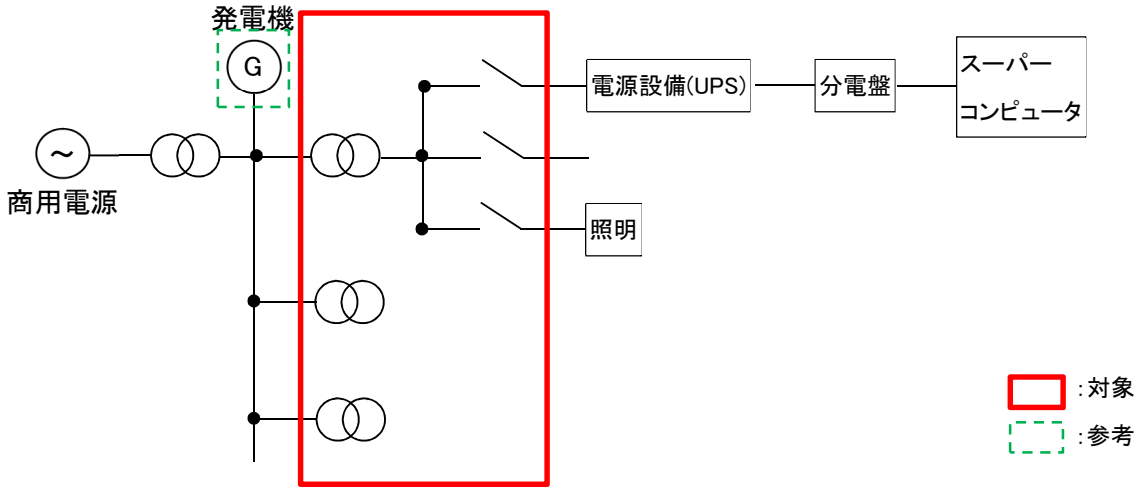 発電機
G
電源設備(UPS)
分電盤
スーパー
コンピュータ
~
商用電源
照明
:対象
:参考